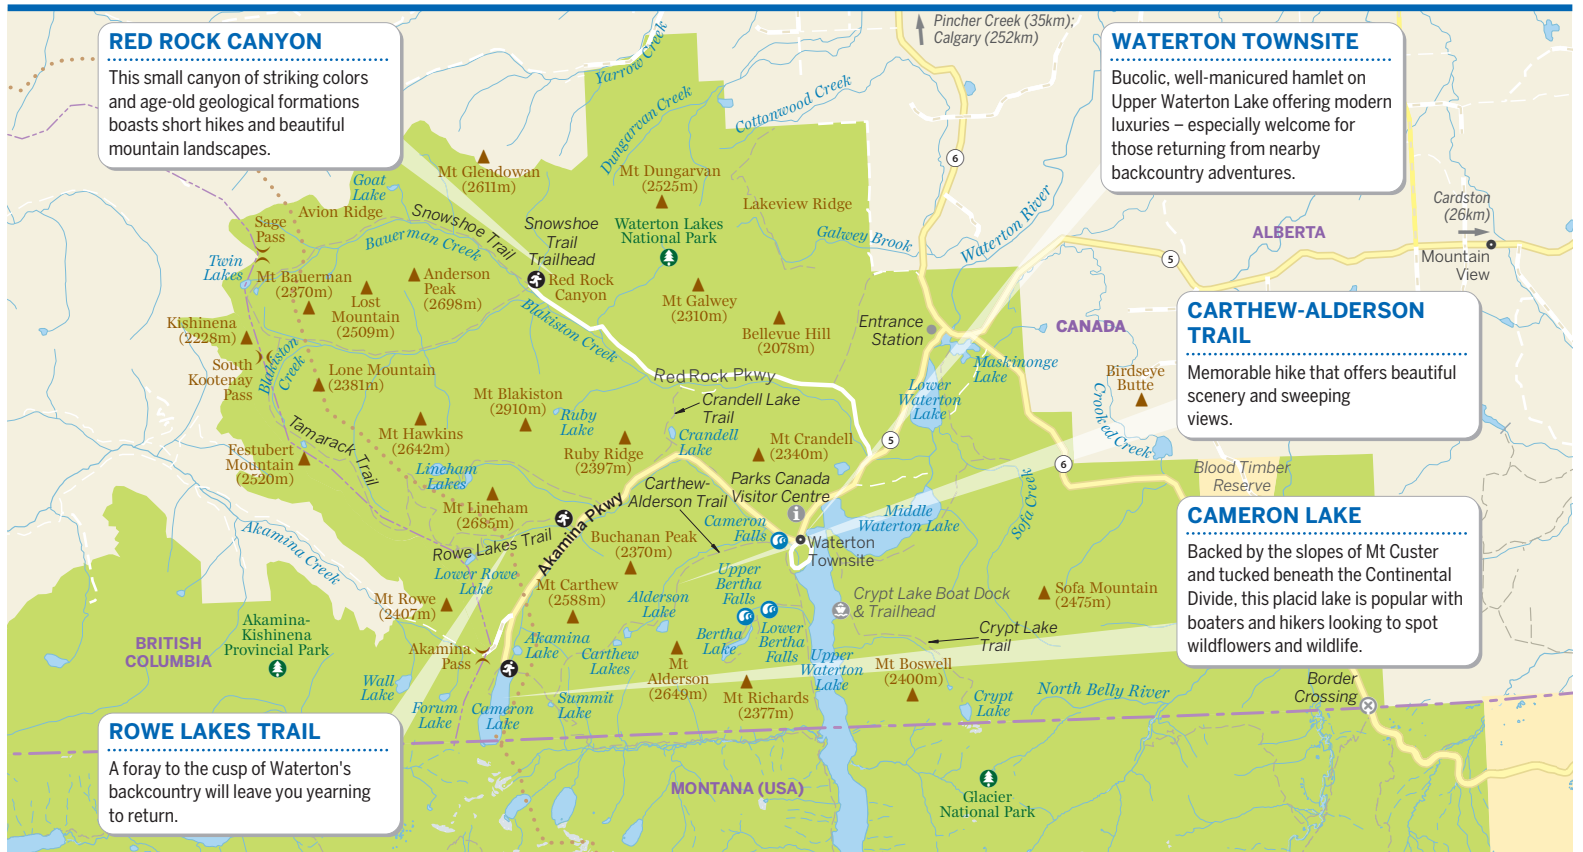 RED ROCK CANYON
This small canyon of striking colors
and age-old geological formations
boasts short hikes and beautiful
mountain landscapes.
Pincher Creek (35km);
Calgary (252km)
WATERTON TOWNSITE
Bucolic, well-manicured hamlet on
Upper Waterton Lake offering modern
luxuries – especially welcome for
those returning from nearby
backcountry adventures.
Yarrow Creek
Dungarvan Creek
Cottonwood Creek
6
Mt Glendowan
(2611m)
Mt Dungarvan
(2525m)
Goat
Lake
Avion Ridge
Snowshoe Trail
Snowshoe
Trail
Trailhead
Waterton Lakes
National Park
Lakeview Ridge
Galwey Brook
Waterton River
Cardston
(26km)
ALBERTA
5
Mountain
View
Sage
Pass
Bauerman Creek
Twin
Lakes
Mt Bauerman
(2370m)
Lost
Mountain
(2509m)
Anderson
Peak
(2698m)
Red Rock
Canyon
Mt Galwey
(2310m)
Bellevue Hill
(2078m)
Blakiston Creek
Entrance
Station
CANADA
CARTHEW-ALDERSON
TRAIL
Memorable hike that offers beautiful
scenery and sweeping
views.
Kishinena
(2228m)
South
Kootenay
Pass
Blakiston
Creek
Lone Mountain
(2381m)
Red Rock Pkwy
Maskinonge
Lake
Lower
Waterton
Lake
Birdseye
Butte
Crooked Creek
Mt Blakiston
(2910m)
Ruby
Lake
Crandell Lake
Trail
Crandell
Lake
Mt Crandell
(2340m)
5
6
Tamarack Trail
Mt Hawkins
(2642m)
Ruby Ridge
(2397m)
Festubert
Mountain
(2520m)
Lineham
Lakes
Mt Lineham
(2685m)
Carthew-
Alderson Trail
Parks Canada
Visitor Centre
Sofa Creek
Blood Timber
Reserve
Akamina Creek
Rowe Lakes Trail
Akamina Pkwy
Buchanan Peak
(2370m)
Cameron
Falls
Middle
Waterton Lake
Waterton
Townsite
CAMERON LAKE
Backed by the slopes of Mt Custer
and tucked beneath the Continental
Divide, this placid lake is popular with
boaters and hikers looking to spot
wildflowers and wildlife.
Lower Rowe
Lake
Mt Rowe
(2407m)
Mt Carthew
(2588m)
Alderson
Lake
Upper
Bertha
Falls
Crypt Lake Boat Dock
& Trailhead
Sofa Mountain
(2475m)
Akamina-
Kishinena
Provincial Park
BRITISH
COLUMBIA
Akamina
Pass
Akamina
Lake
Carthew
Lakes
Bertha
Lake
Lower
Bertha
Falls
Crypt Lake
Trail
Mt
Alderson
(2649m)
Mt Richards
(2377m)
Upper
Waterton
Lake
Mt Boswell
(2400m)
Crypt
Lake
North Belly River
Border
Crossing
Wall
Lake
Forum
Lake
Cameron
Lake
Summit
Lake
ROWE LAKES TRAIL
A foray to the cusp of Waterton's
backcountry will leave you yearning
to return.
MONTANA (USA)
Glacier
National Park